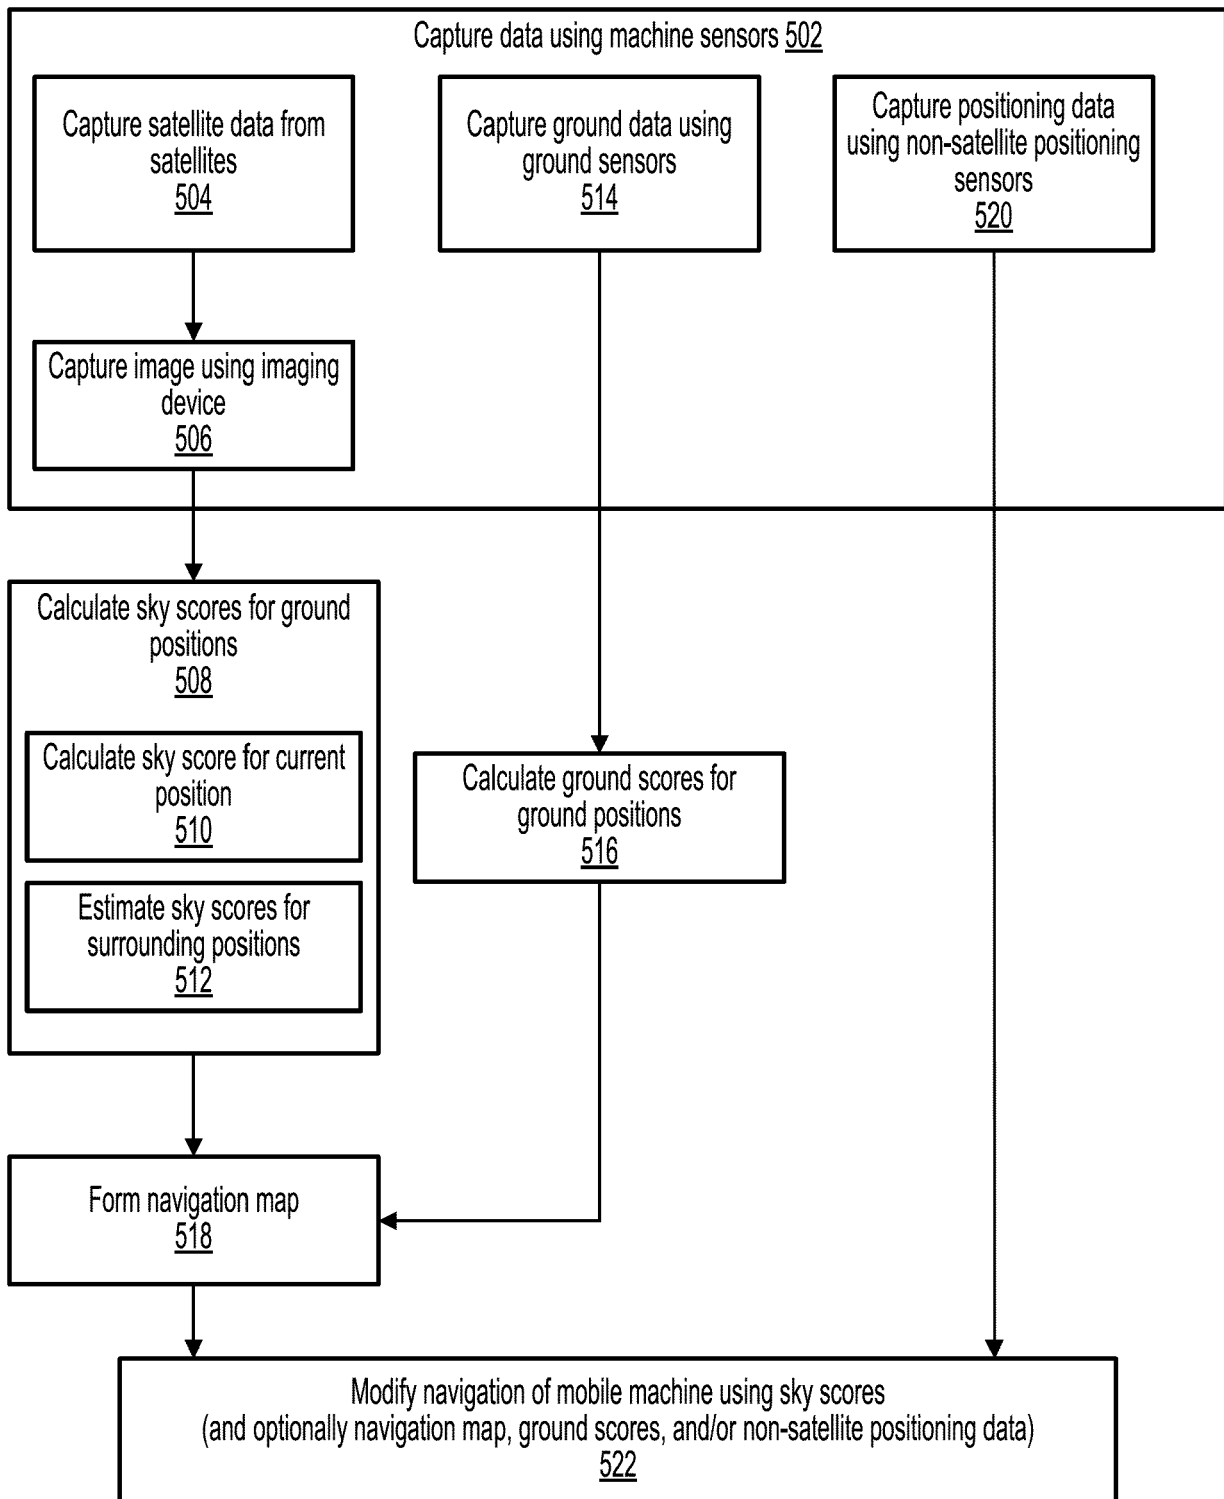 Capture data using machine sensors 502
Capture satellite data from
satellites
504
Capture ground data using
ground sensors
514
Capture positioning data
using non-satellite positioning
sensors
520
Capture image using imaging
device
506
Calculate sky scores for ground
positions
508
Calculate sky score for current
position
510
Estimate sky scores for
surrounding positions
512
Calculate ground scores for
ground positions
516
Form navigation map
518
Modify navigation of mobile machine using sky scores
(and optionally navigation map, ground scores, and/or non-satellite positioning data)
522